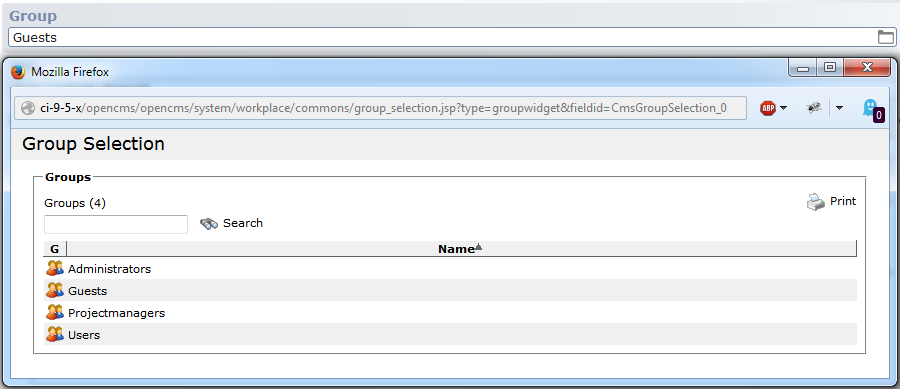 Group
Guests
Mozilla Firefox
ci-9-5-x/opencms/opencms/system/workplace/commons/group_selection.jsp?type=groupwidget&fieldid=CmsGroupSelection_0
ABP
0
Group Selection
Groups
Groups (4)
Print
Search
G Name
Administrators
Guests
Projectmanagers
Users